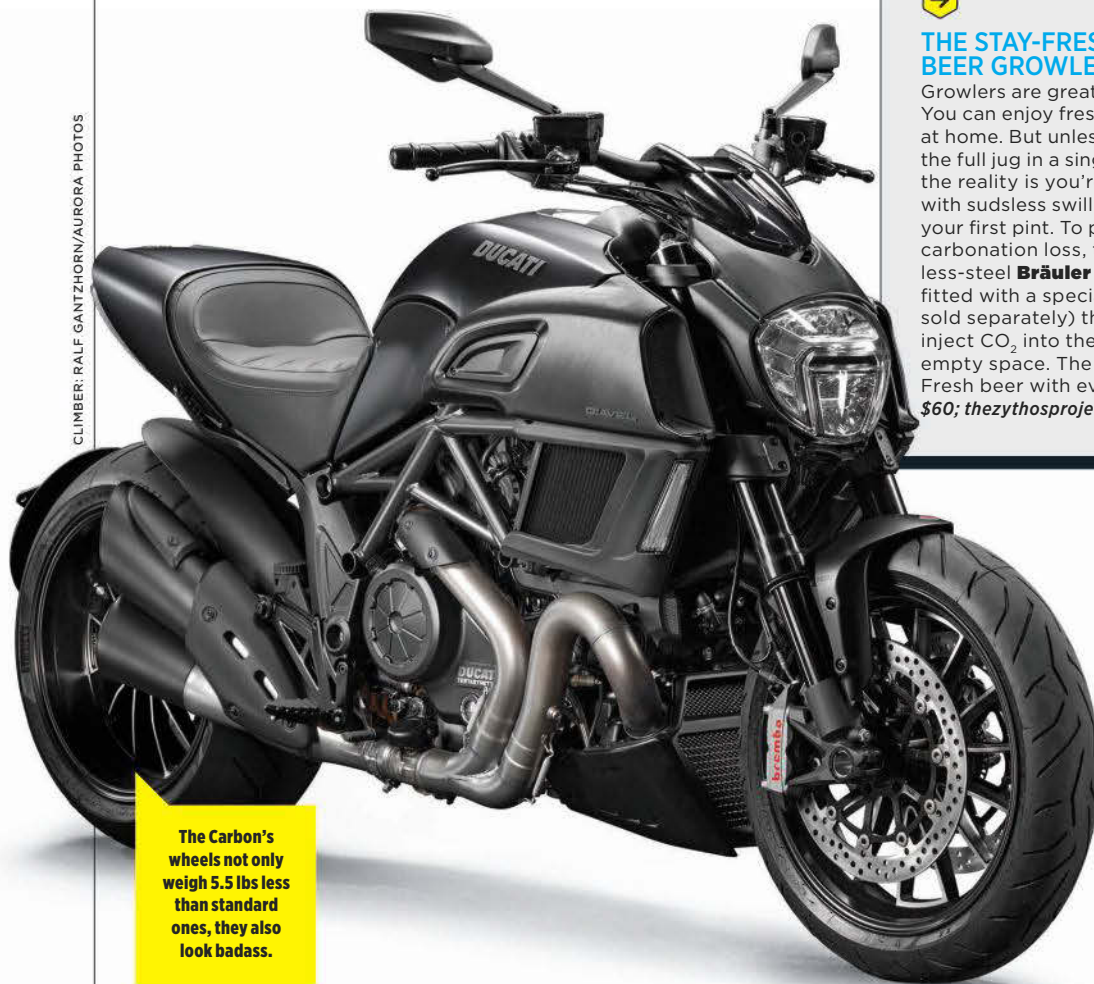 CLIMBER: RALF GANTZHORN/AURORA PHOTOS
THE STAY-FRES
BEER GROWLE
Growlers are great
You can enjoy fres
at home. But unles
the full jug in a sing
the reality is you'r
with sudsless swill
your first pint. To p
carbonation loss, t
less-steel Bräuler
fitted with a speci
sold separately) th
inject CO₂ into the
empty space. The
Fresh beer with ev
$60; thezythosproje
DUCATI
DIAVEL
DUCATI
TESTASTRETTA
brembo
The Carbon's
wheels not only
weigh 5.5 lbs less
than standard
ones, they also
look badass.